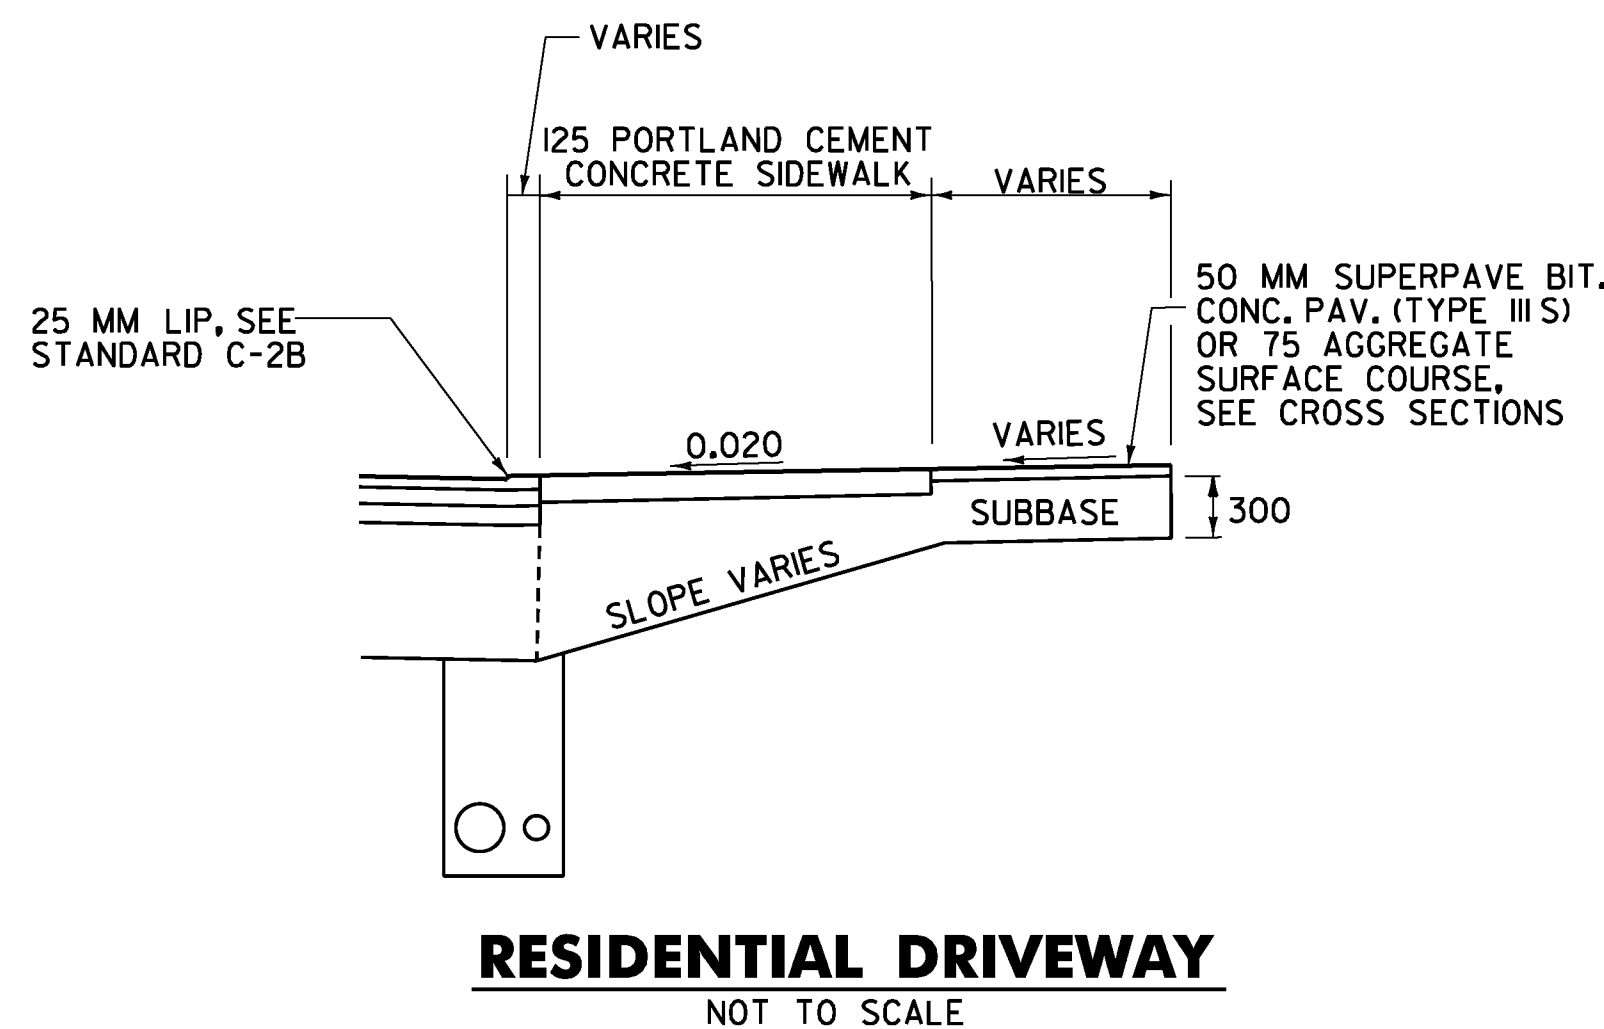 VARIES
125 PORTLAND CEMENT
CONCRETE SIDEWALK
VARIES
25 MM LIP, SEE
STANDARD C-2B
50 MM SUPERPAVE BIT.
CONC. PAV. (TYPE III S)
OR 75 AGGREGATE
SURFACE COURSE,
SEE CROSS SECTIONS
0.020
VARIES
SUBBASE
300
SLOPE VARIES
RESIDENTIAL DRIVEWAY
NOT TO SCALE